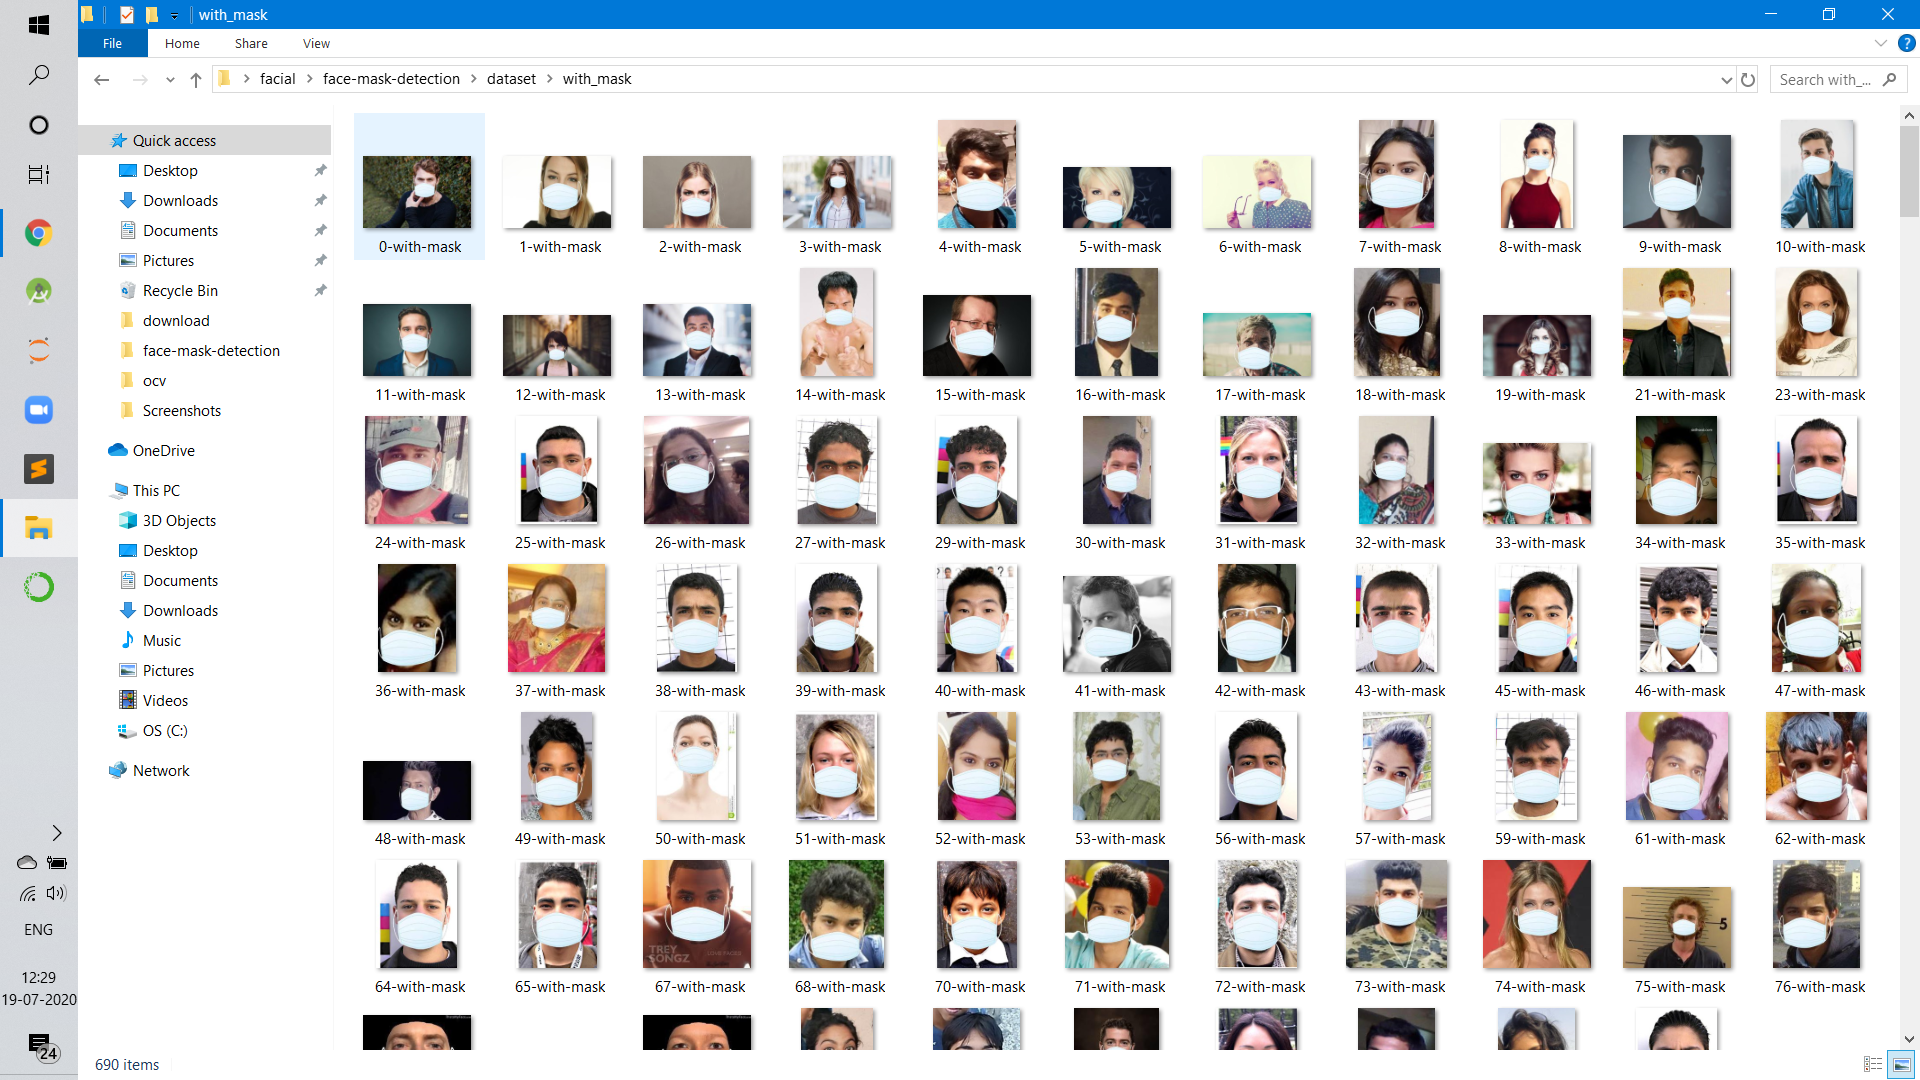 with_mask
File Home Share View
facial face-mask-detection dataset with_mask
Search with_...
Quick access
Desktop
Downloads
Documents
Pictures
Recycle Bin
download
face-mask-detection
ocv
Screenshots
OneDrive
This PC
3D Objects
Desktop
Documents
Downloads
Music
Pictures
Videos
OS (C:)
Network
0-with-mask 1-with-mask 2-with-mask 3-with-mask 4-with-mask 5-with-mask 6-with-mask 7-with-mask 8-with-mask 9-with-mask 10-with-mask
11-with-mask 12-with-mask 13-with-mask 14-with-mask 15-with-mask 16-with-mask 17-with-mask 18-with-mask 19-with-mask 21-with-mask 23-with-mask
24-with-mask 25-with-mask 26-with-mask 27-with-mask 29-with-mask 30-with-mask 31-with-mask 32-with-mask 33-with-mask 34-with-mask 35-with-mask
36-with-mask 37-with-mask 38-with-mask 39-with-mask 40-with-mask 41-with-mask 42-with-mask 43-with-mask 45-with-mask 46-with-mask 47-with-mask
48-with-mask 49-with-mask 50-with-mask 51-with-mask 52-with-mask 53-with-mask 56-with-mask 57-with-mask 59-with-mask 61-with-mask 62-with-mask
TREY
SONGZ
5
64-with-mask 65-with-mask 67-with-mask 68-with-mask 70-with-mask 71-with-mask 72-with-mask 73-with-mask 74-with-mask 75-with-mask 76-with-mask
ENG
12:29
19-07-2020
24
690 items